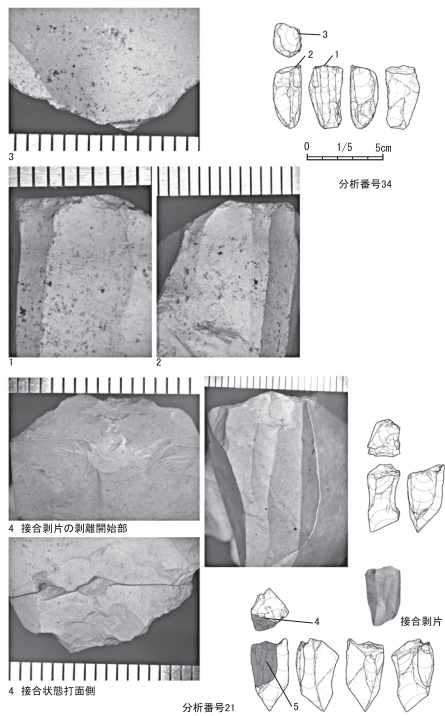 3
2 1
0 1/5 5cm
分析番号34
3
1
2
4 接合剥片の剥離開始部
4
接合剥片
4 接合状態打面側
5
分析番号21